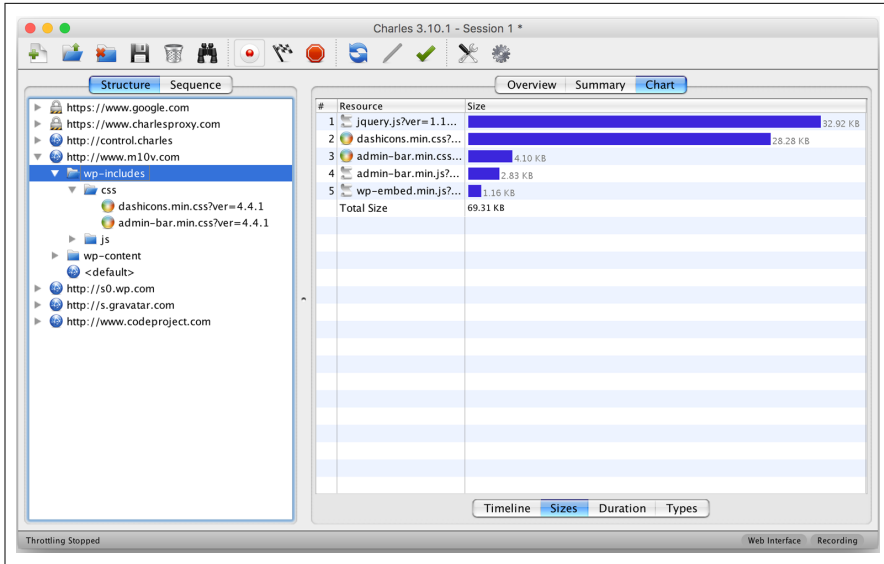 Charles 3.10.1 - Session 1 *
Structure Sequence
Overview Summary Chart
https://www.google.com
https://www.charlesproxy.com
http://control.charles
http://www.m10v.com
wp-includes
css
dashicons.min.css?ver=4.4.1
admin-bar.min.css?ver=4.4.1
js
wp-content
<default>
http://s0.wp.com
http://s.gravatar.com
http://www.codeproject.com
# Resource Size
1 jquery.js?ver=1.1... 32.92 KB
2 dashicons.min.css?... 28.28 KB
3 admin-bar.min.css... 4.10 KB
4 admin-bar.min.js?... 2.83 KB
5 wp-embed.min.js?... 1.16 KB
Total Size 69.31 KB
Timeline Sizes Duration Types
Throttling Stopped Web Interface Recording